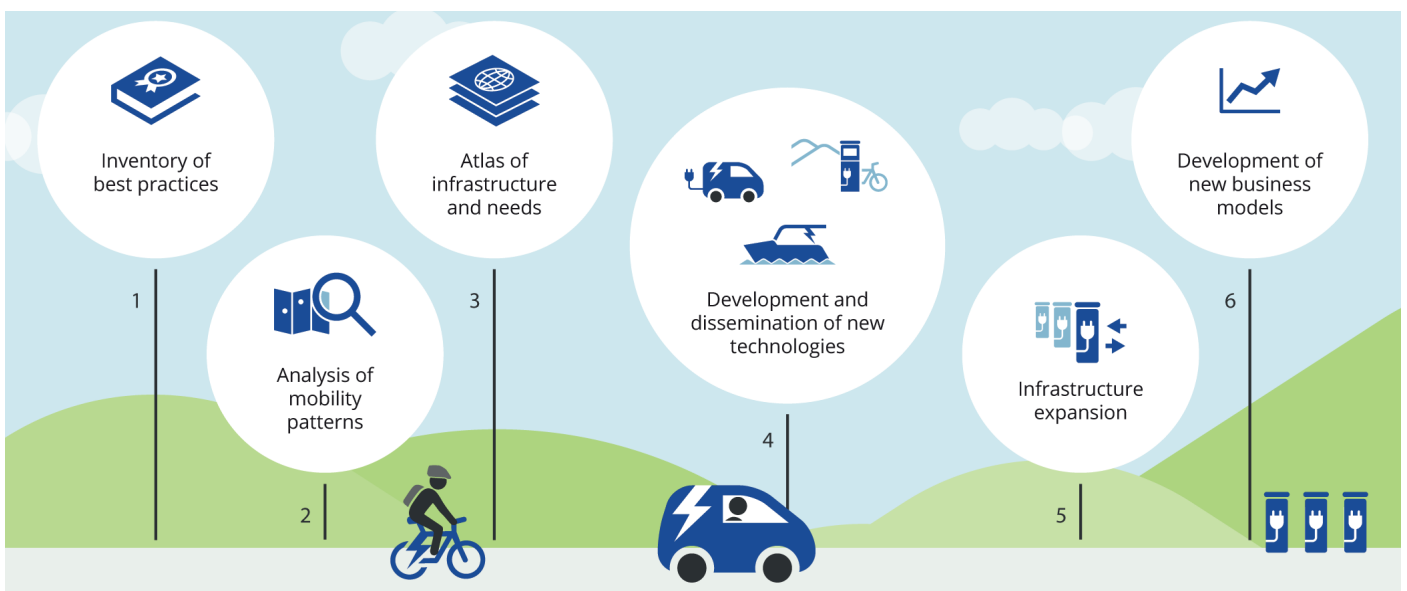 Inventory of
best practices
1
Analysis of
mobility
patterns
2
Atlas of
infrastructure
and needs
3
Development and
dissemination of new
technologies
4
Infrastructure
expansion
5
Development of
new business
models
6